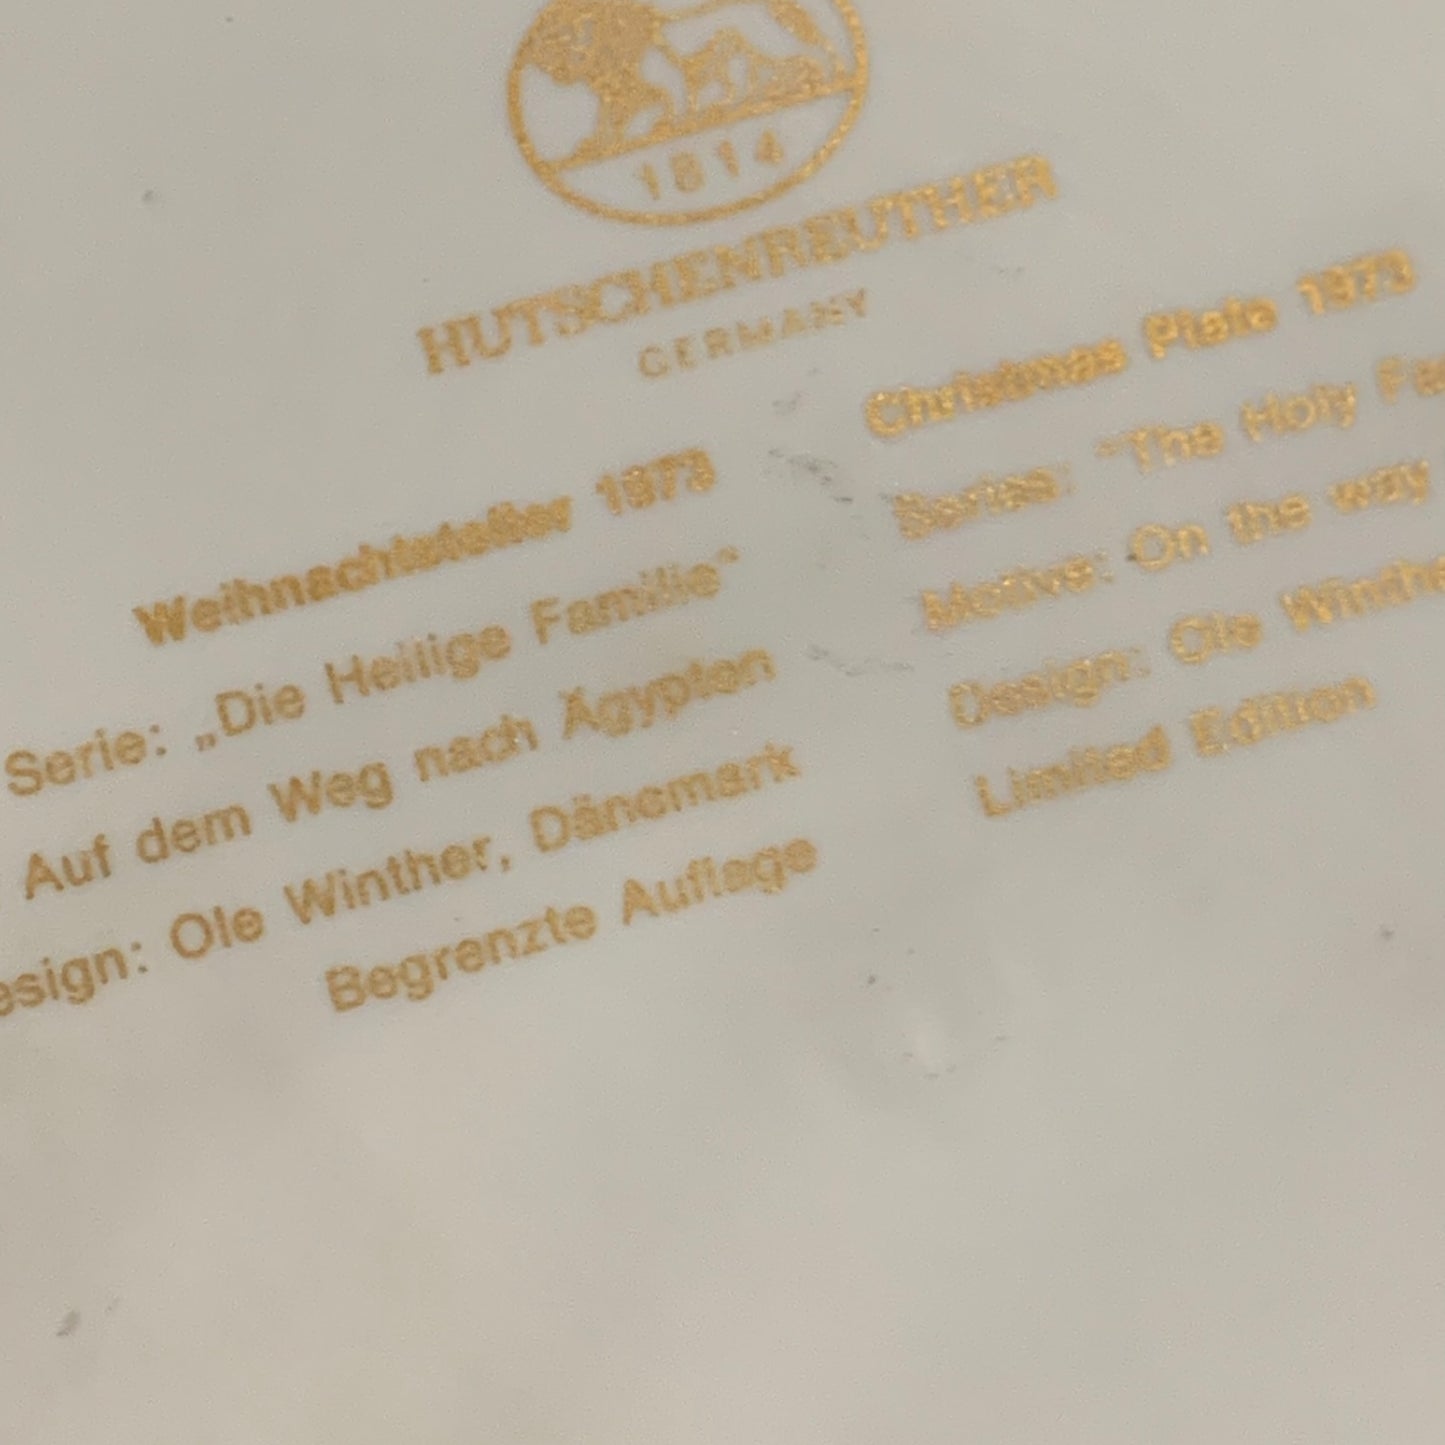 1814
HUTSCHENREUTHER
GERMANY
Weihnachtsteller 1973
Serie: „Die Heilige Familie“
Auf dem Weg nach Ägypten
Ole Winther, Dänemark
Begrenzte Auflage
Christmas Plate 1973
Series: "The Holy
Motive: On the way
Design: Ole
Limited Edition